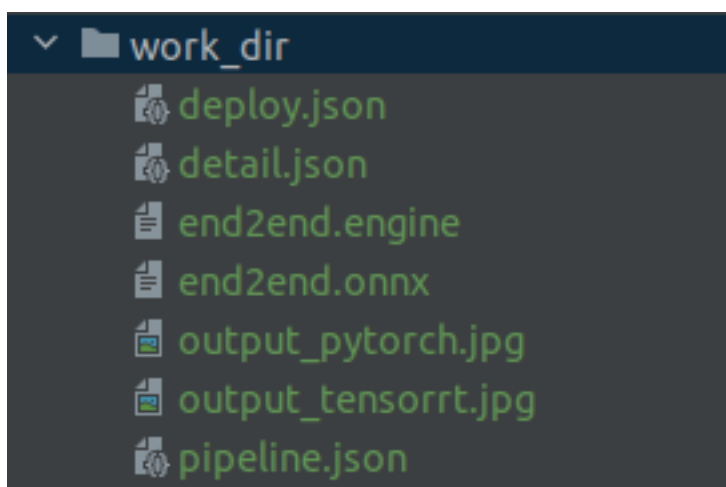 work_dir
deploy.json
detail.json
end2end.engine
end2end.onnx
output_pytorch.jpg
output_tensorrt.jpg
pipeline.json